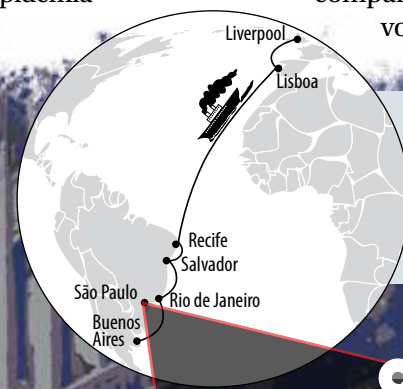 Liverpool
Lisboa
Recife
Salvador
São Paulo
Rio de Janeiro
Buenos
Aires